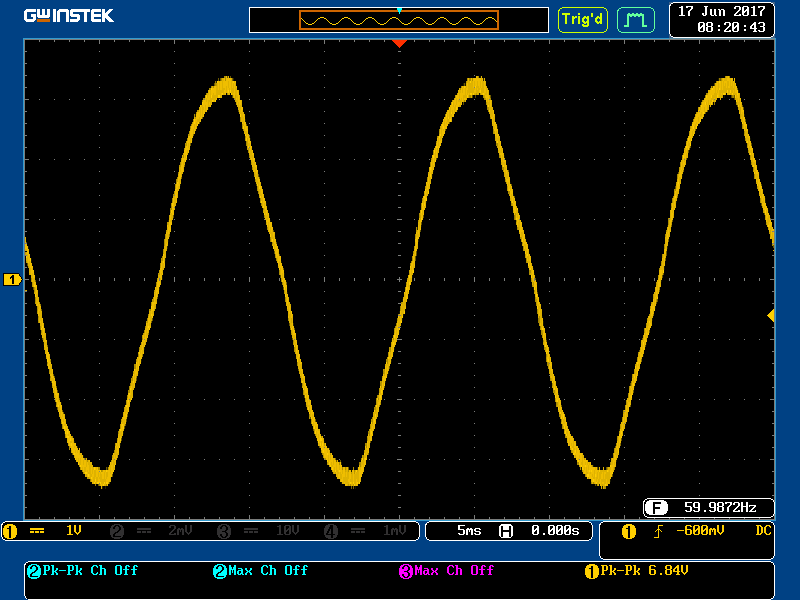 GWINSTEK
Trig'd
17 Jun 2017
08:20:43
1
F 59.9872Hz
1 1V 2 2mV 3 10V 4 1mV
5ms H 0.000s
1 -600mV DC
2 Pk-Pk Ch Off 2 Max Ch Off 3 Max Ch Off 1 Pk-Pk 6.84V